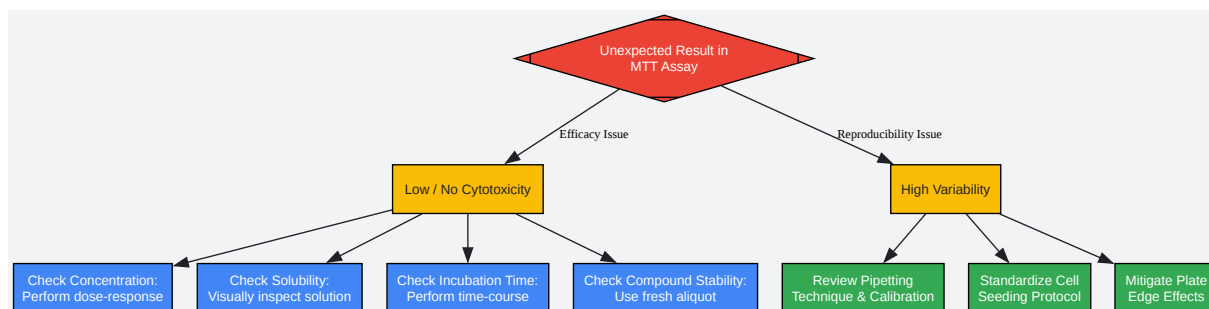 Unexpected Result in
MTT Assay
Efficacy Issue
Reproducibility Issue
Low / No Cytotoxicity
High Variability
Check Concentration:
Perform dose-response
Check Solubility:
Visually inspect solution
Check Incubation Time:
Perform time-course
Check Compound Stability:
Use fresh aliquot
Review Pipetting
Technique & Calibration
Standardize Cell
Seeding Protocol
Mitigate Plate
Edge Effects